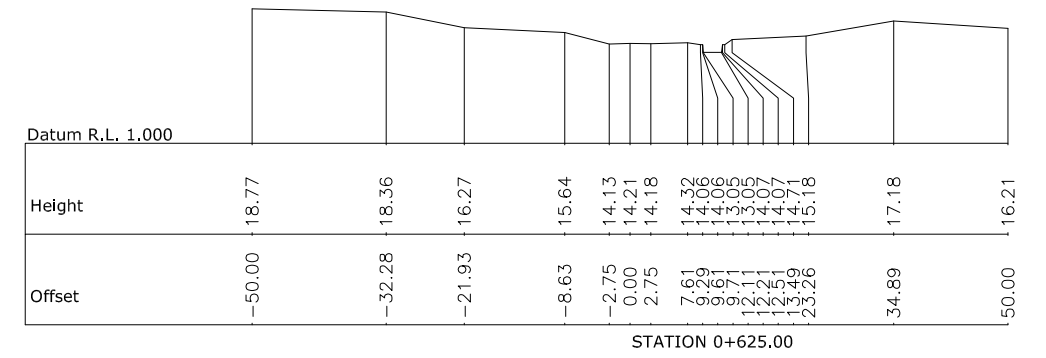 Datum R.L. 1.000
Height 18.77 18.36 16.27 15.64 14.13 14.21 14.18 14.32 14.06 14.06 13.05 13.05 14.07 14.07 14.71 15.18 17.18 16.21
Offset −50.00 −32.28 −21.93 −8.63 −2.75 0.00 2.75 7.61 9.29 9.61 9.71 12.11 12.21 12.51 13.49 23.26 34.89 50.00
STATION 0+625.00